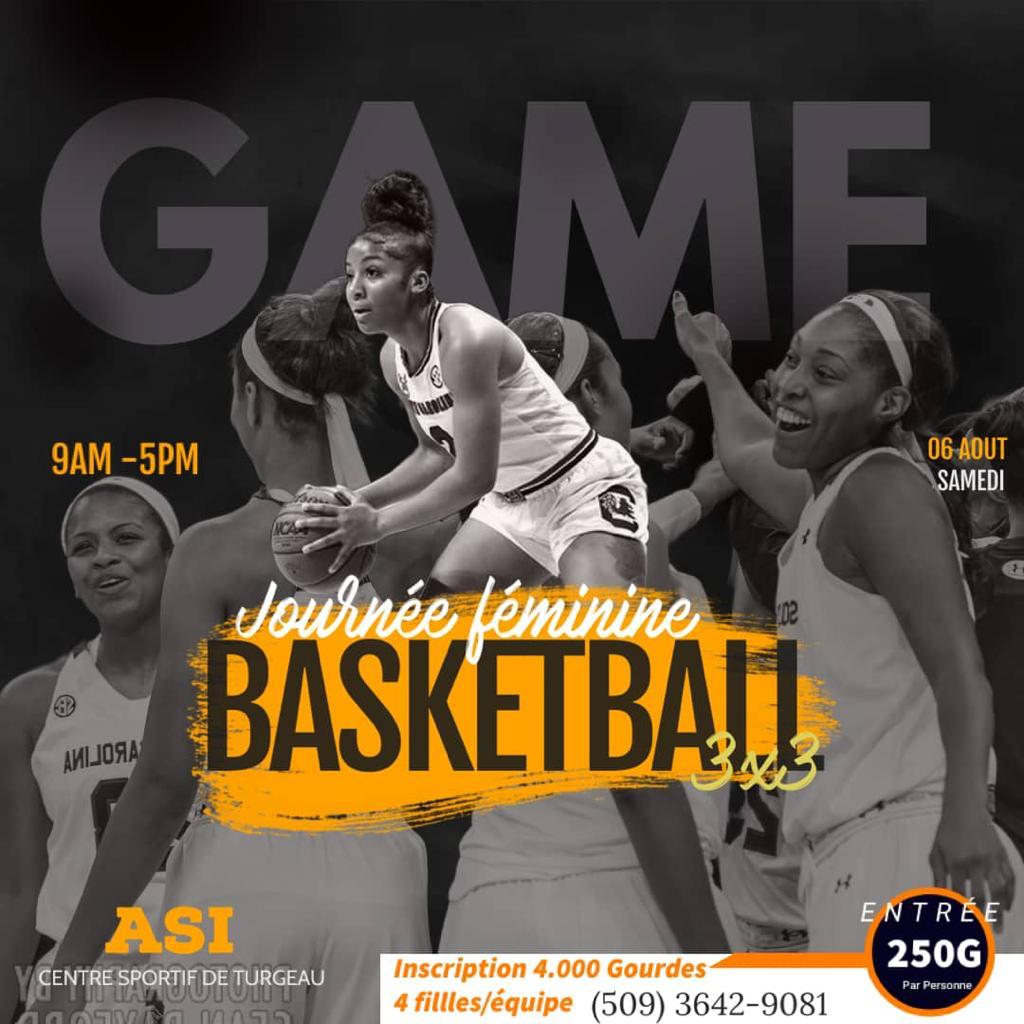 GAME
9AM -5PM
06 AOUT
SAMEDI
Journée féminine
BASKETBALL
3x3
ASI
CENTRE SPORTIF DE TURGEAU
Inscription 4.000 Gourdes
4 fillles/équipe (509) 3642-9081
ENTRÉE
250G
Par Personne